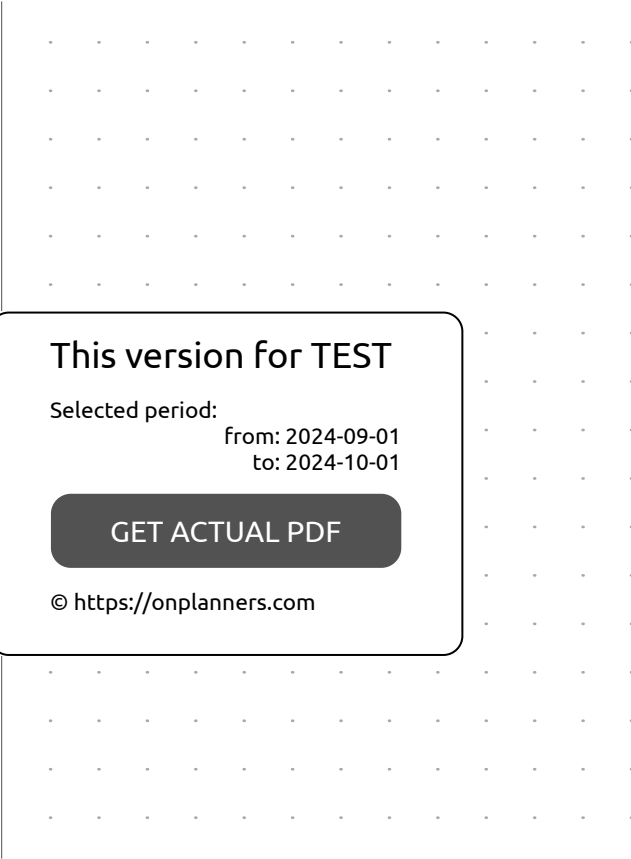 This version for TEST
Selected period:
from: 2024-09-01
to: 2024-10-01
GET ACTUAL PDF
© https://onplanners.com